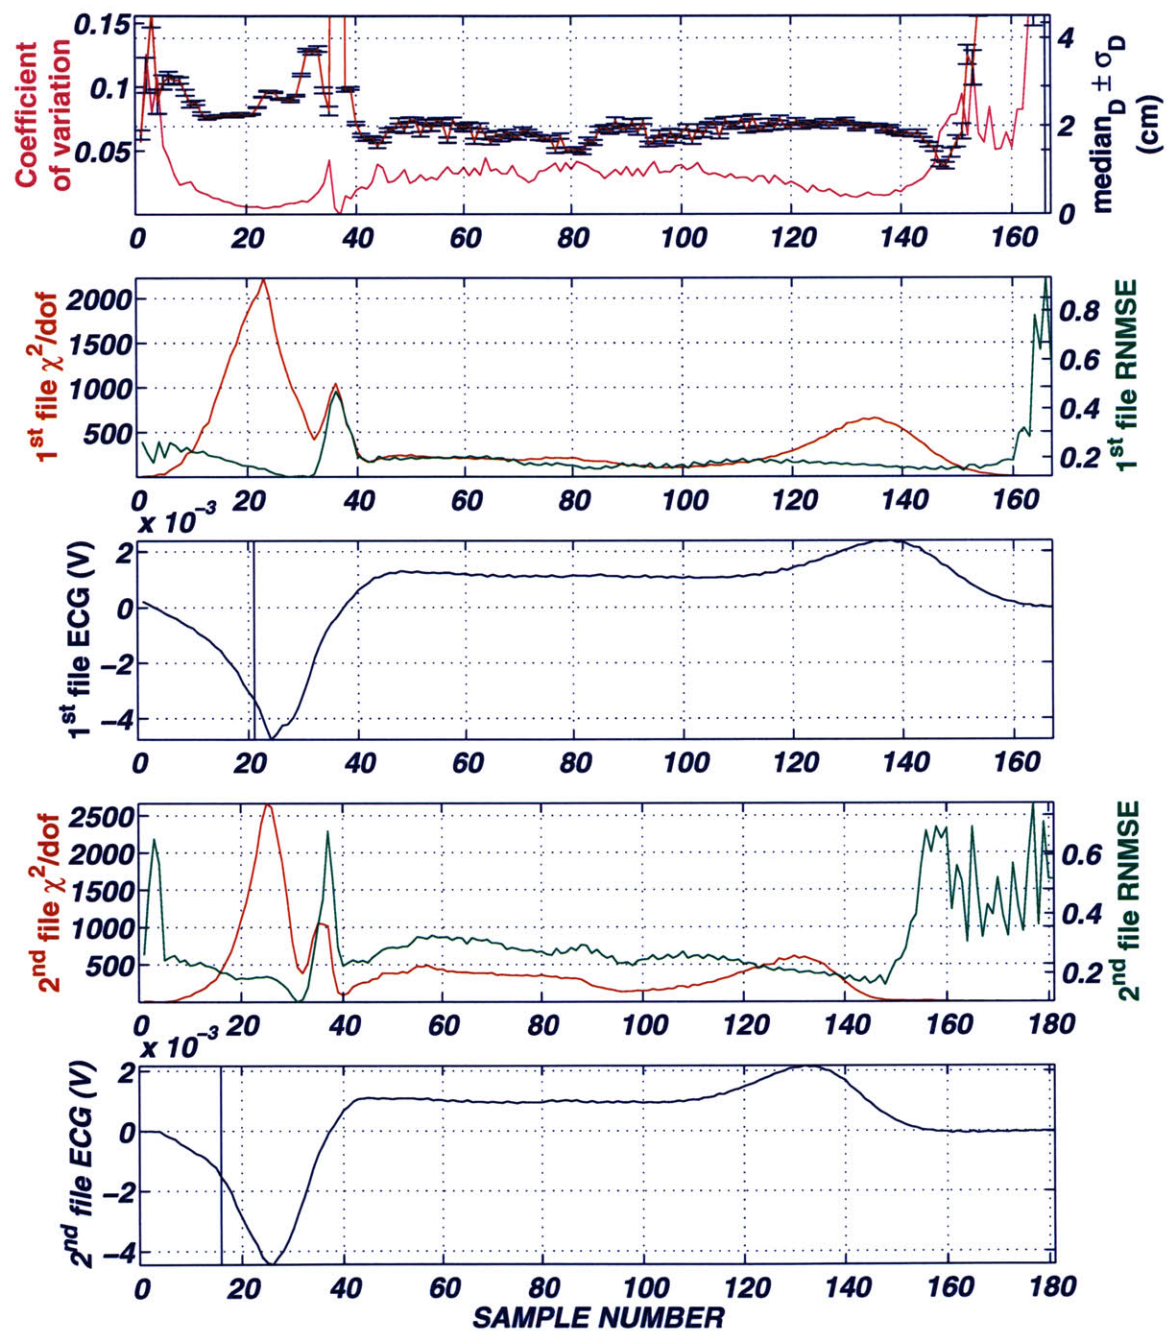 Coefficient
of variation
0.15
0.1
0.05
4
2
0
median_D ± σ_D
(cm)
0 20 40 60 80 100 120 140 160
1st file χ²/dof
2000
1500
1000
500
0.8
0.6
0.4
0.2
1st file RNMSE
0 20 40 60 80 100 120 140 160
x 10⁻³
1st file ECG (V)
2
0
−2
−4
0 20 40 60 80 100 120 140 160
2nd file χ²/dof
2500
2000
1500
1000
500
0.6
0.4
0.2
2nd file RNMSE
0 20 40 60 80 100 120 140 160 180
x 10⁻³
2nd file ECG (V)
2
0
−2
−4
0 20 40 60 80 100 120 140 160 180
SAMPLE NUMBER